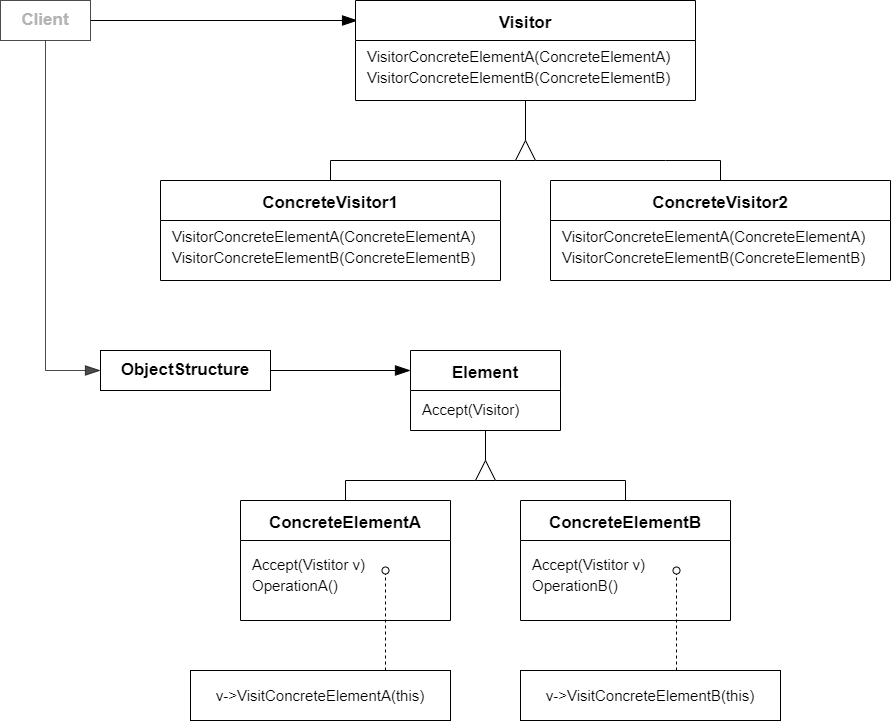 Client
Visitor
VisitorConcreteElementA(ConcreteElementA)
VisitorConcreteElementB(ConcreteElementB)
ConcreteVisitor1
VisitorConcreteElementA(ConcreteElementA)
VisitorConcreteElementB(ConcreteElementB)
ConcreteVisitor2
VisitorConcreteElementA(ConcreteElementA)
VisitorConcreteElementB(ConcreteElementB)
ObjectStructure
Element
Accept(Visitor)
ConcreteElementA
Accept(Vistitor v)
OperationA()
ConcreteElementB
Accept(Vistitor v)
OperationB()
v->VisitConcreteElementA(this)
v->VisitConcreteElementB(this)